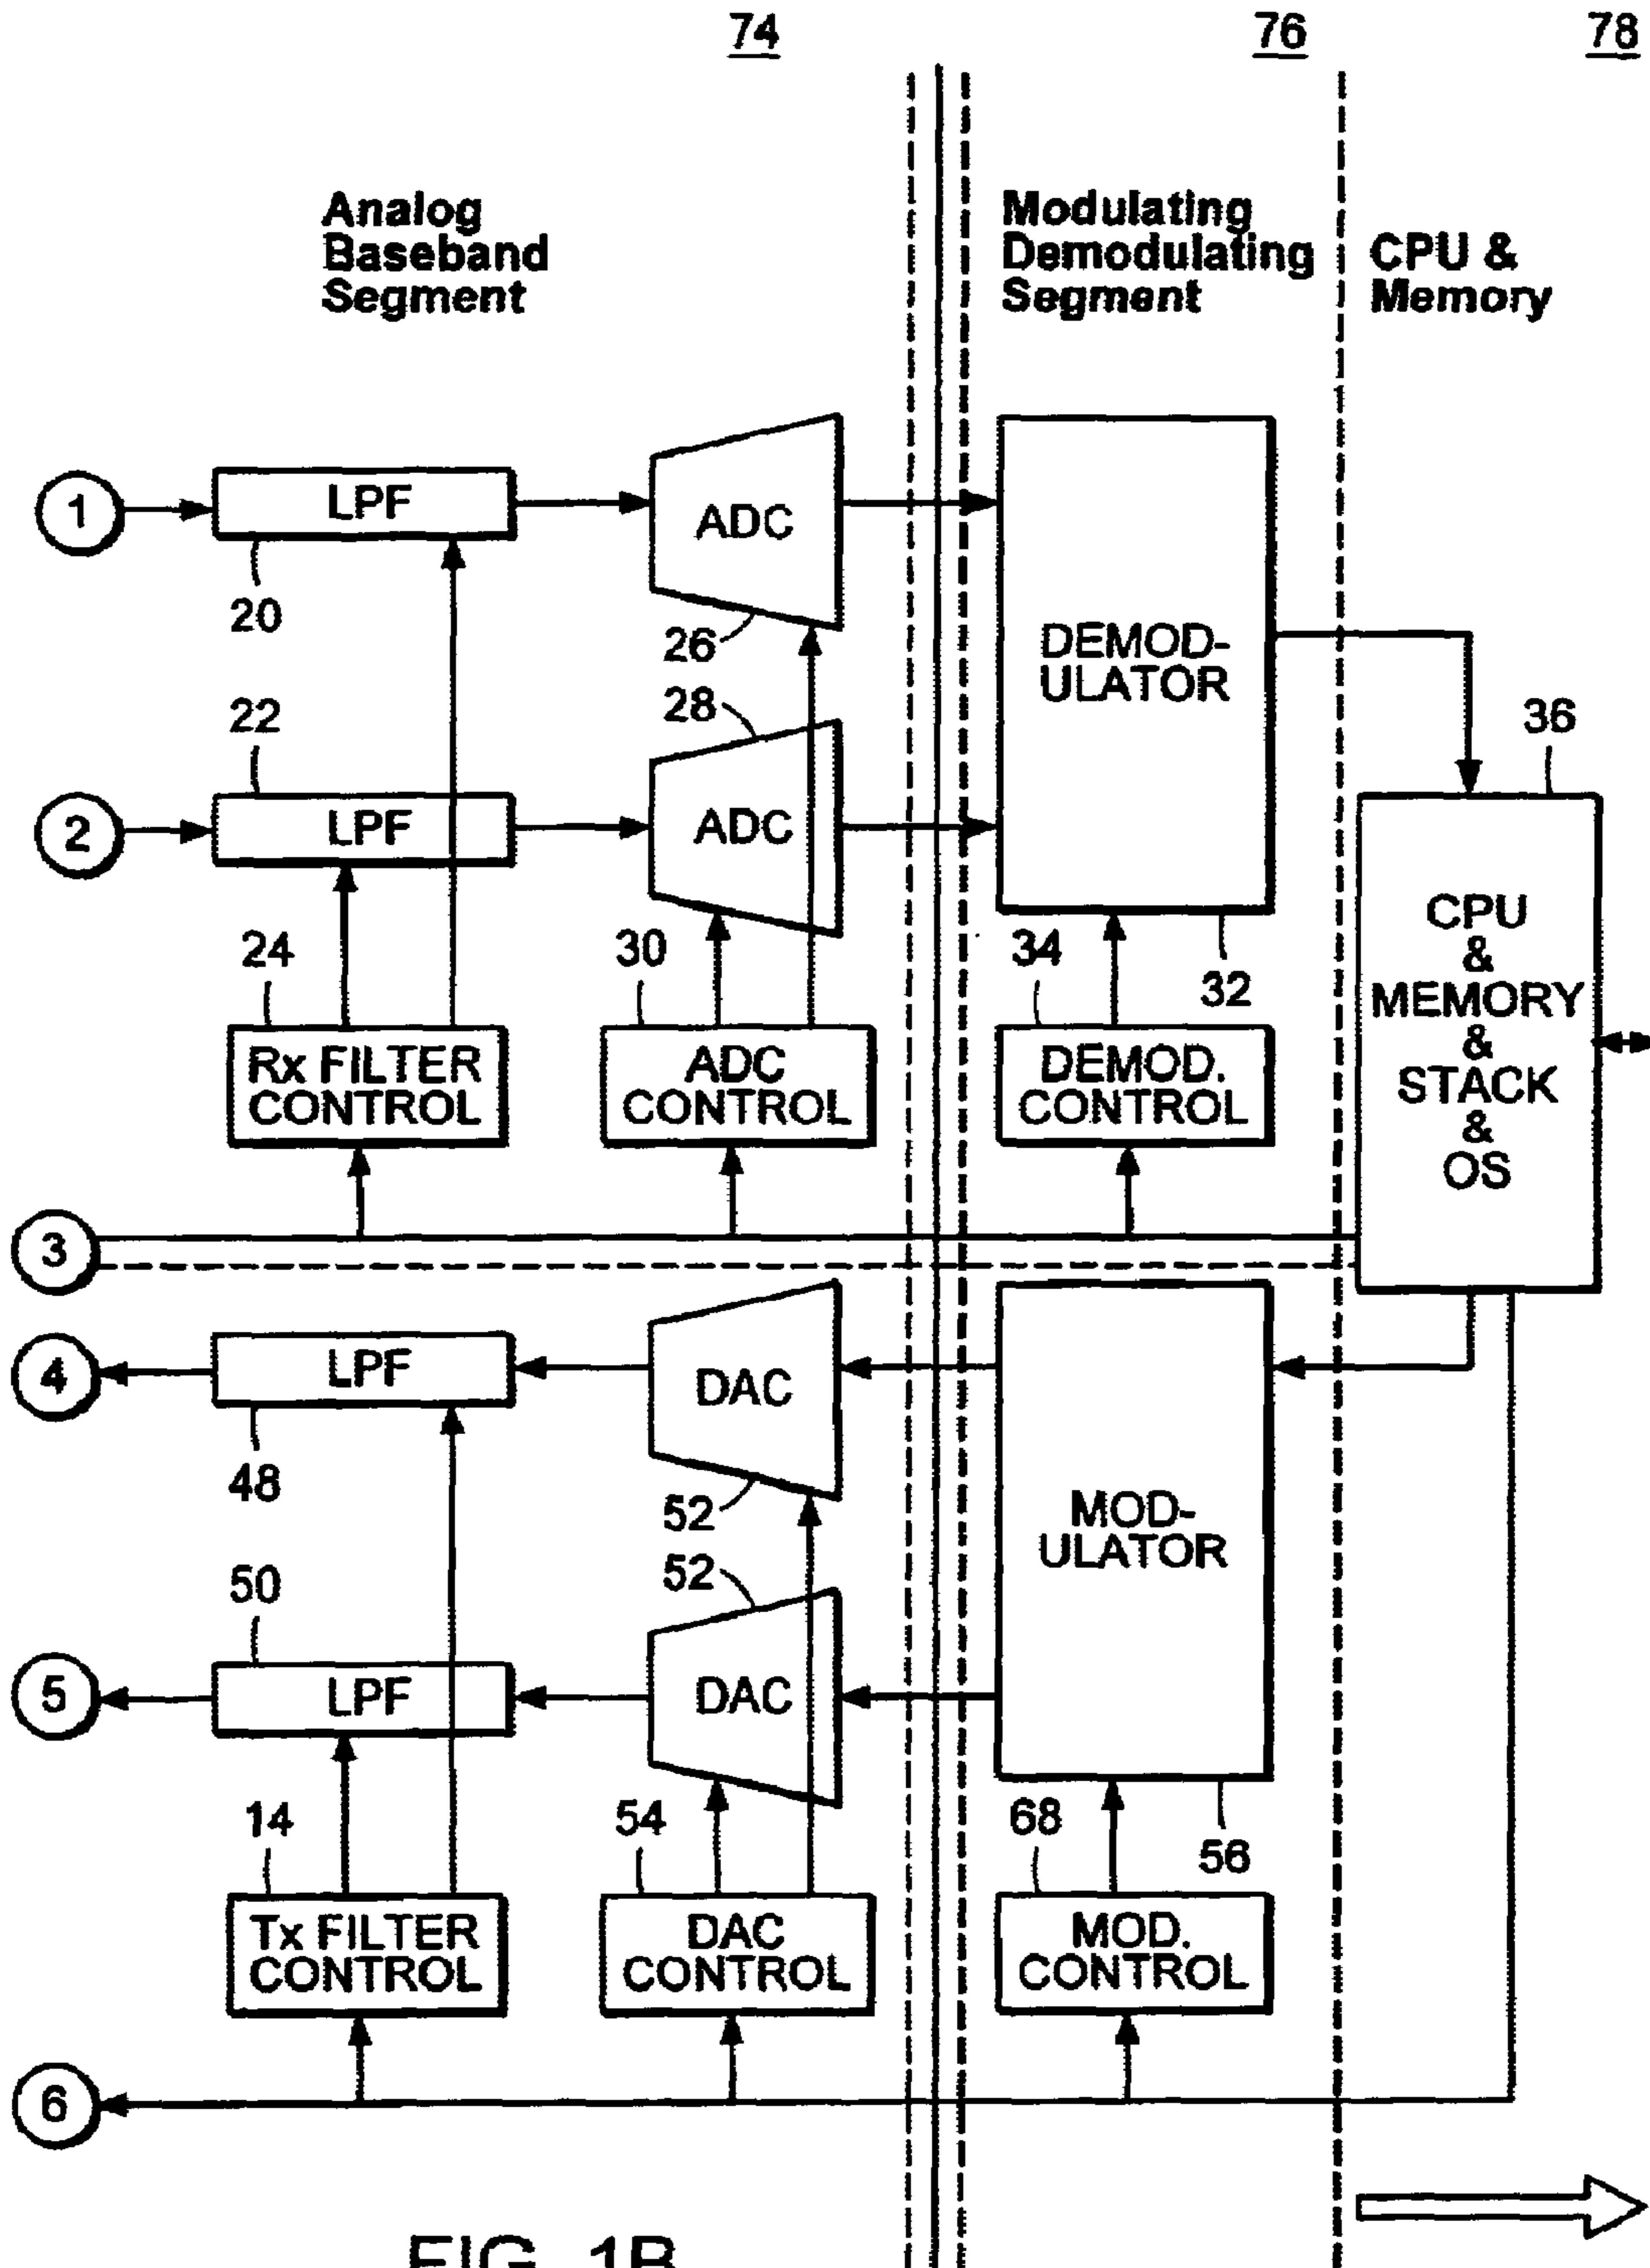 74
76
78
Analog
Baseband
Segment
Modulating
Demodulating
Segment
CPU &
Memory
1
LPF
ADC
20
26
DEMOD-
ULATOR
22
28
36
2
LPF
ADC
CPU
&
MEMORY
&
STACK
&
OS
24
30
34
32
Rx FILTER
CONTROL
ADC
CONTROL
DEMOD.
CONTROL
3
4
LPF
DAC
48
52
MOD-
ULATOR
50
52
5
LPF
DAC
14
54
68
56
Tx FILTER
CONTROL
DAC
CONTROL
MOD.
CONTROL
6
FIG. 1B